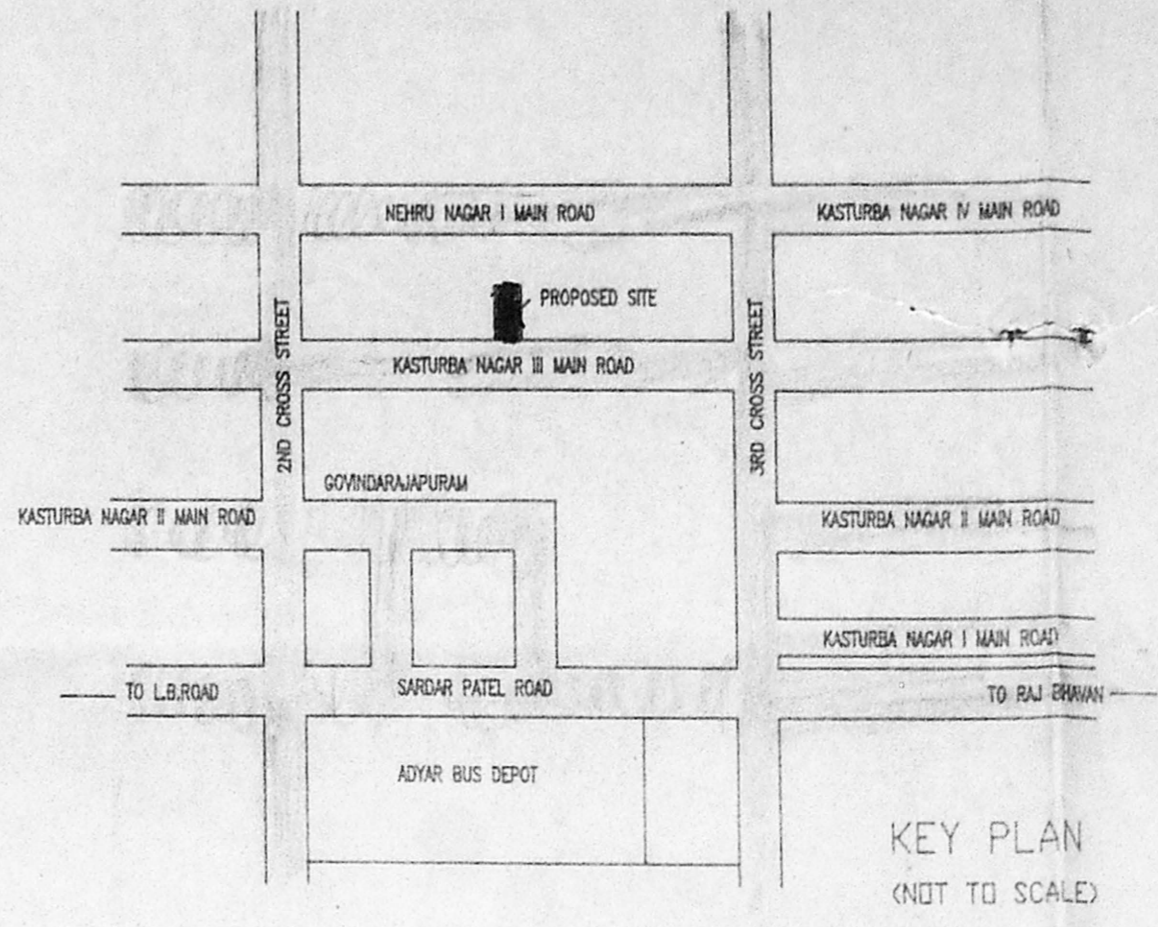 NEHRU NAGAR I MAIN ROAD
KASTURBA NAGAR IV MAIN ROAD
PROPOSED SITE
2ND CROSS STREET
3RD CROSS STREET
KASTURBA NAGAR III MAIN ROAD
GOVINDARAJAPURAM
KASTURBA NAGAR II MAIN ROAD
KASTURBA NAGAR II MAIN ROAD
KASTURBA NAGAR I MAIN ROAD
TO L.B.ROAD
SARDAR PATEL ROAD
TO RAJ BHAVAN
ADYAR BUS DEPOT
KEY PLAN
(NOT TO SCALE)